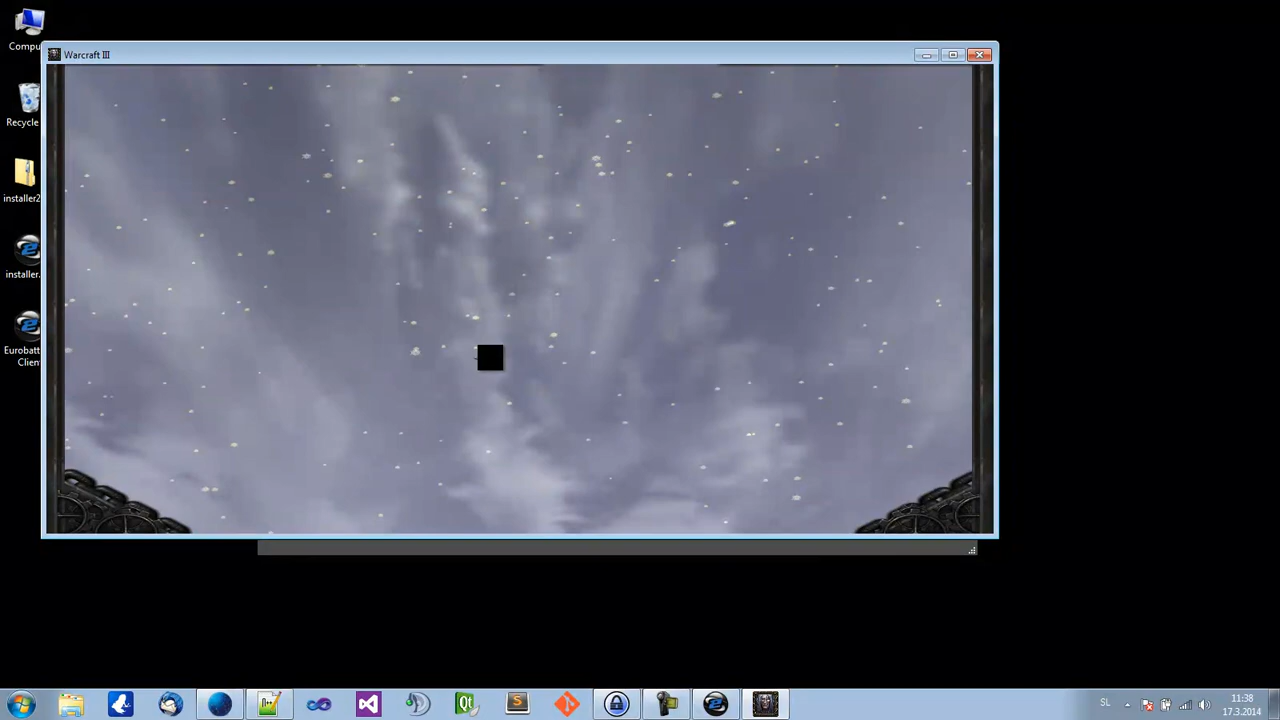 Compu
Warcraft III
Recycle
installer2
installer.
Eurobatt
Client
SL
11:38
17.3.2014